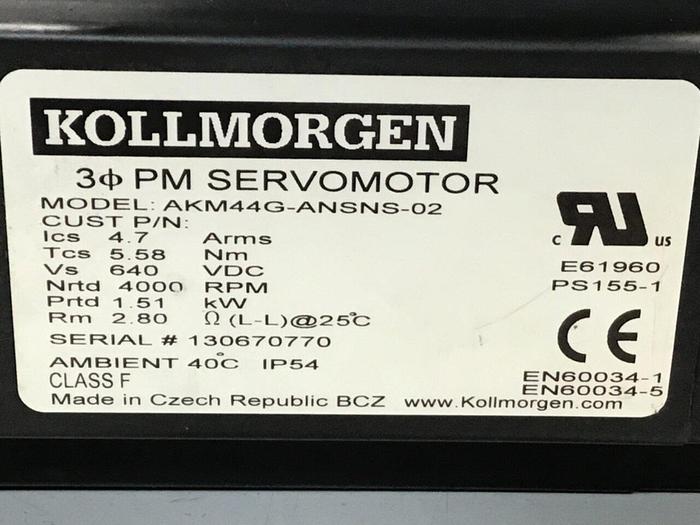 KOLLMORGEN
3ϕ PM SERVOMOTOR
MODEL: AKM44G-ANSNS-02
CUST P/N:
Ics 4.7 Arms
Tcs 5.58 Nm
Vs 640 VDC
Nrtd 4000 RPM
Prtd 1.51 kW
Rm 2.80 Ω (L-L)@25°C
SERIAL # 130670770
AMBIENT 40°C IP54
CLASS F
Made in Czech Republic BCZ www.Kollmorgen.com
c RU us
E61960
PS155-1
CE
EN60034-1
EN60034-5